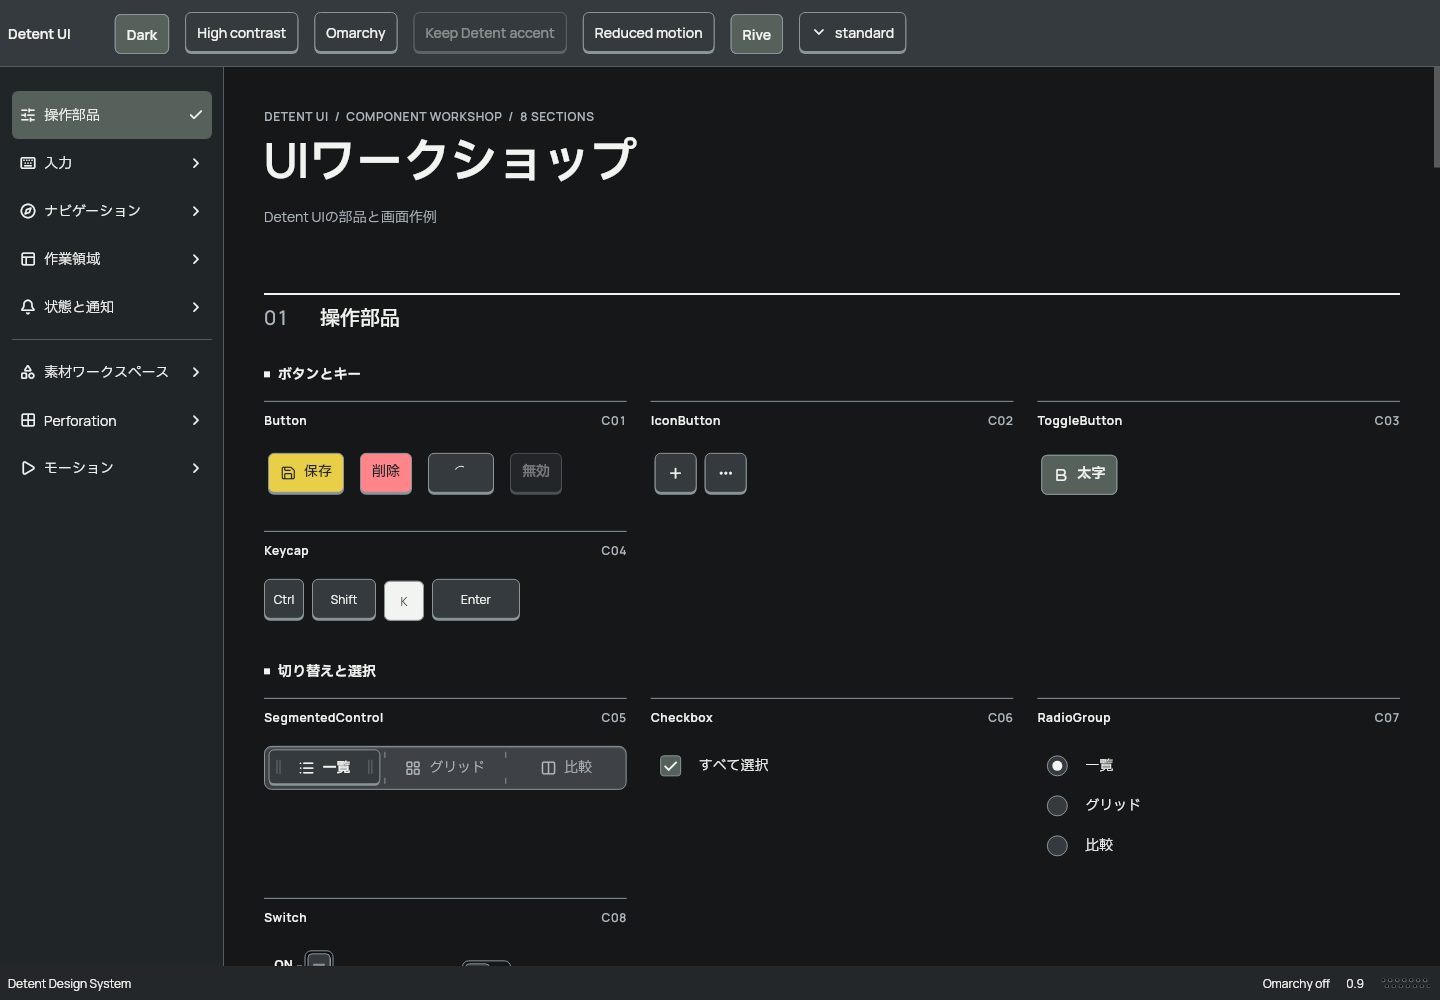 Detent UI Dark High contrast Omarchy Keep Detent accent Reduced motion Rive standard
操作部品
入力
ナビゲーション
作業領域
状態と通知
素材ワークスペース
Perforation
モーション
DETENT UI / COMPONENT WORKSHOP / 8 SECTIONS
UIワークショップ
Detent UIの部品と画面作例
01 操作部品
ボタンとキー
Button C01
保存 削除 無効
IconButton C02
ToggleButton C03
太字
Keycap C04
Ctrl Shift K Enter
切り替えと選択
SegmentedControl C05
一覧 グリッド 比較
Checkbox C06
すべて選択
RadioGroup C07
一覧
グリッド
比較
Switch C08
ON
Detent Design System Omarchy off 0.9